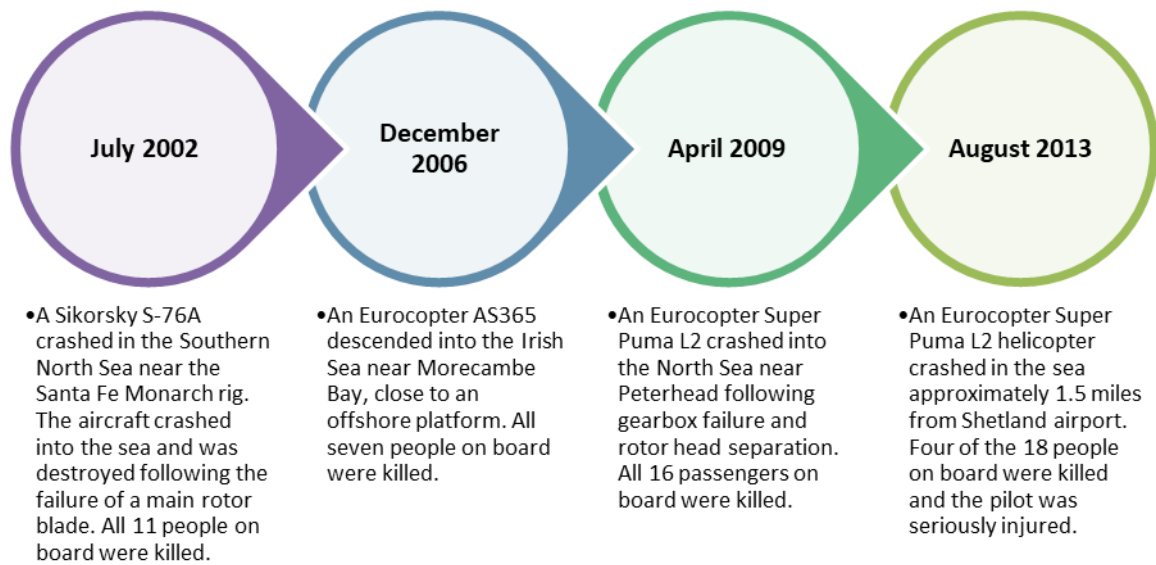 July 2002
December
2006
April 2009
August 2013
•A Sikorsky S-76A
crashed in the Southern
North Sea near the
Santa Fe Monarch rig.
The aircraft crashed
into the sea and was
destroyed following the
failure of a main rotor
blade. All 11 people on
board were killed.
•An Eurocopter AS365
descended into the Irish
Sea near Morecambe
Bay, close to an
offshore platform. All
seven people on board
were killed.
•An Eurocopter Super
Puma L2 crashed into
the North Sea near
Peterhead following
gearbox failure and
rotor head separation.
All 16 passengers on
board were killed.
•An Eurocopter Super
Puma L2 helicopter
crashed in the sea
approximately 1.5 miles
from Shetland airport.
Four of the 18 people
on board were killed
and the pilot was
seriously injured.